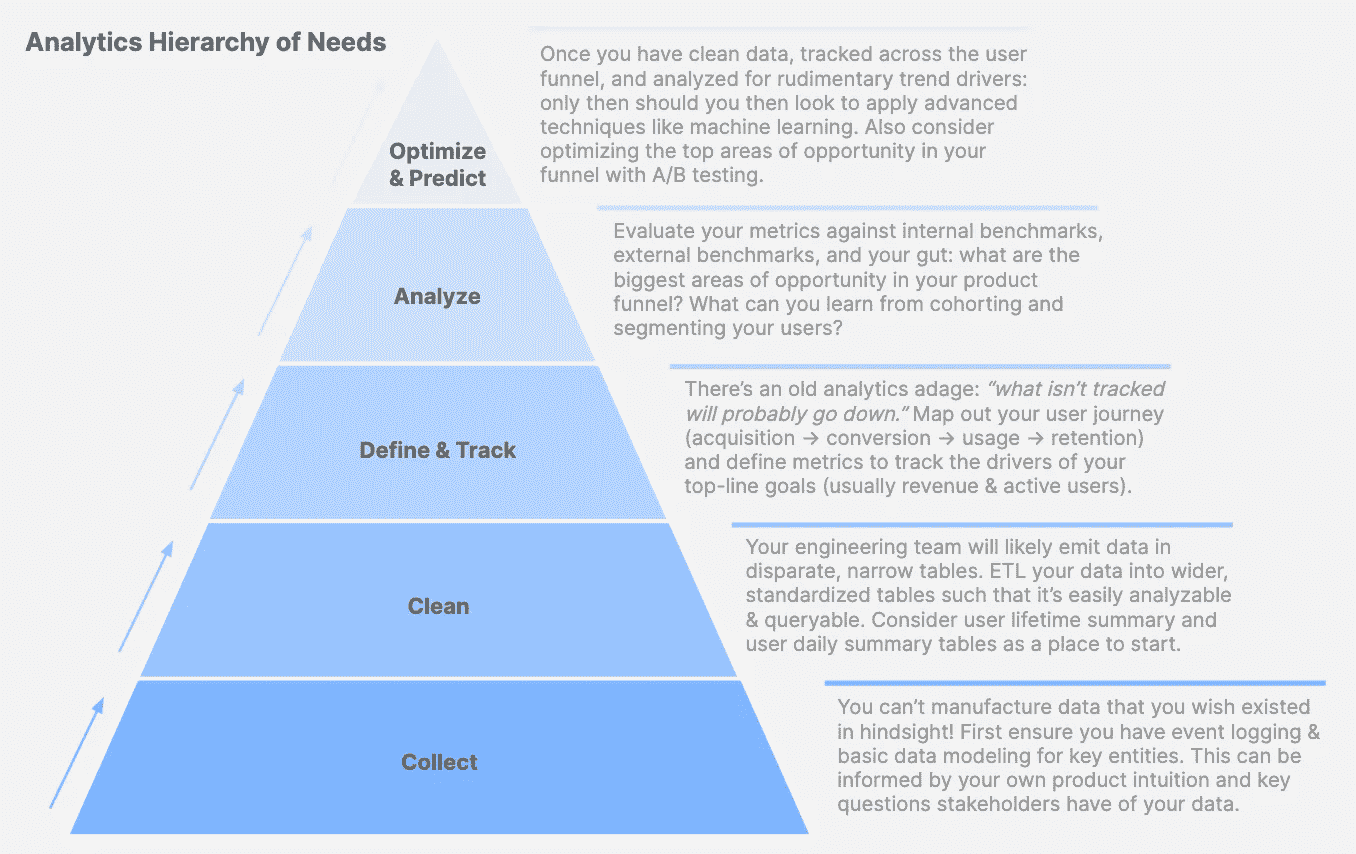 Analytics Hierarchy of Needs
Once you have clean data, tracked across the user
funnel, and analyzed for rudimentary trend drivers:
only then should you then look to apply advanced
techniques like machine learning. Also consider
optimizing the top areas of opportunity in your
funnel with A/B testing.
Optimize
& Predict
Evaluate your metrics against internal benchmarks,
external benchmarks, and your gut: what are the
biggest areas of opportunity in your product
funnel? What can you learn from cohorting and
segmenting your users?
Analyze
There's an old analytics adage: "what isn't tracked
will probably go down." Map out your user journey
(acquisition → conversion → usage → retention)
and define metrics to track the drivers of your
top-line goals (usually revenue & active users).
Define & Track
Your engineering team will likely emit data in
disparate, narrow tables. ETL your data into wider,
standardized tables such that it's easily analyzable
& queryable. Consider user lifetime summary and
user daily summary tables as a place to start.
Clean
You can't manufacture data that you wish existed
in hindsight! First ensure you have event logging &
basic data modeling for key entities. This can be
informed by your own product intuition and key
questions stakeholders have of your data.
Collect